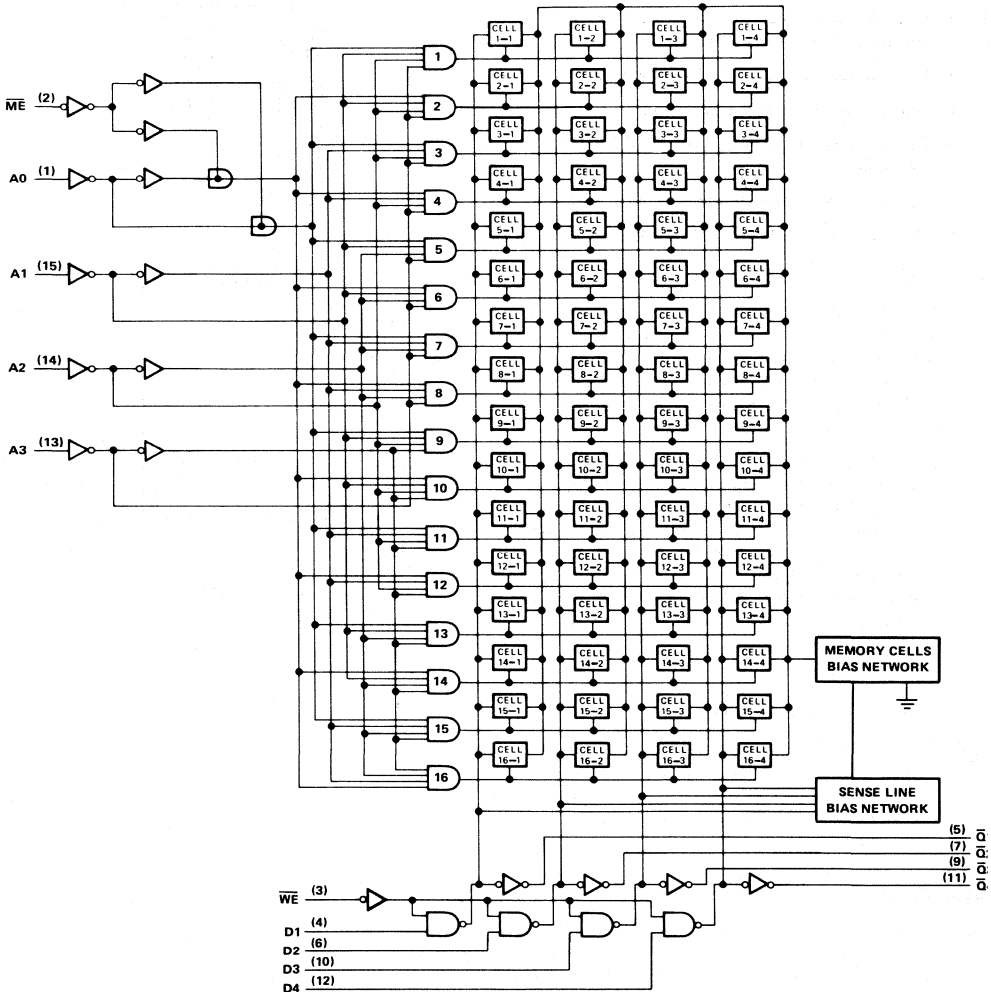 CELL 1–1 CELL 1–2 CELL 1–3 CELL 1–4
1
CELL 2–1 CELL 2–2 CELL 2–3 CELL 2–4
M̅E̅ (2)
2
CELL 3–1 CELL 3–2 CELL 3–3 CELL 3–4
3
A0 (1)
CELL 4–1 CELL 4–2 CELL 4–3 CELL 4–4
4
CELL 5–1 CELL 5–2 CELL 5–3 CELL 5–4
5
A1 (15)
CELL 6–1 CELL 6–2 CELL 6–3 CELL 6–4
6
CELL 7–1 CELL 7–2 CELL 7–3 CELL 7–4
7
A2 (14)
CELL 8–1 CELL 8–2 CELL 8–3 CELL 8–4
8
CELL 9–1 CELL 9–2 CELL 9–3 CELL 9–4
9
A3 (13)
CELL 10–1 CELL 10–2 CELL 10–3 CELL 10–4
10
CELL 11–1 CELL 11–2 CELL 11–3 CELL 11–4
11
CELL 12–1 CELL 12–2 CELL 12–3 CELL 12–4
12
CELL 13–1 CELL 13–2 CELL 13–3 CELL 13–4
13
CELL 14–1 CELL 14–2 CELL 14–3 CELL 14–4
14
MEMORY CELLS
BIAS NETWORK
CELL 15–1 CELL 15–2 CELL 15–3 CELL 15–4
15
CELL 16–1 CELL 16–2 CELL 16–3 CELL 16–4
16
SENSE LINE
BIAS NETWORK
(5) Q̅
(7) Q̅
(9) Q̅
(11) Q̅
W̅E̅ (3)
D1 (4)
D2 (6)
D3 (10)
D4 (12)